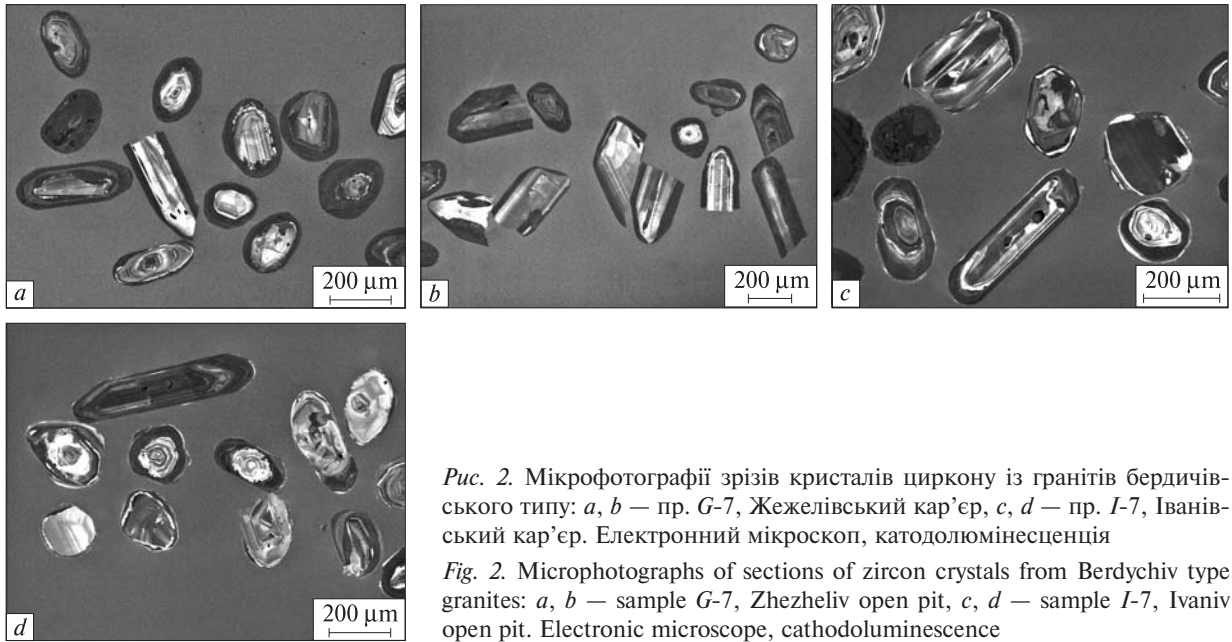 a
200 µm
b
200 µm
c
200 µm
d
200 µm
Рис. 2. Мікрофотографії зрізів кристалів циркону із гранітів бердичів-
ського типу: a, b — пр. G-7, Жежелівський кар’єр, c, d — пр. I-7, Іванів-
ський кар’єр. Електронний мікроскоп, катодолюмінесценція
Fig. 2. Microphotographs of sections of zircon crystals from Berdychiv type
granites: a, b — sample G-7, Zhezheliv open pit, c, d — sample I-7, Ivaniv
open pit. Electronic microscope, cathodoluminescence